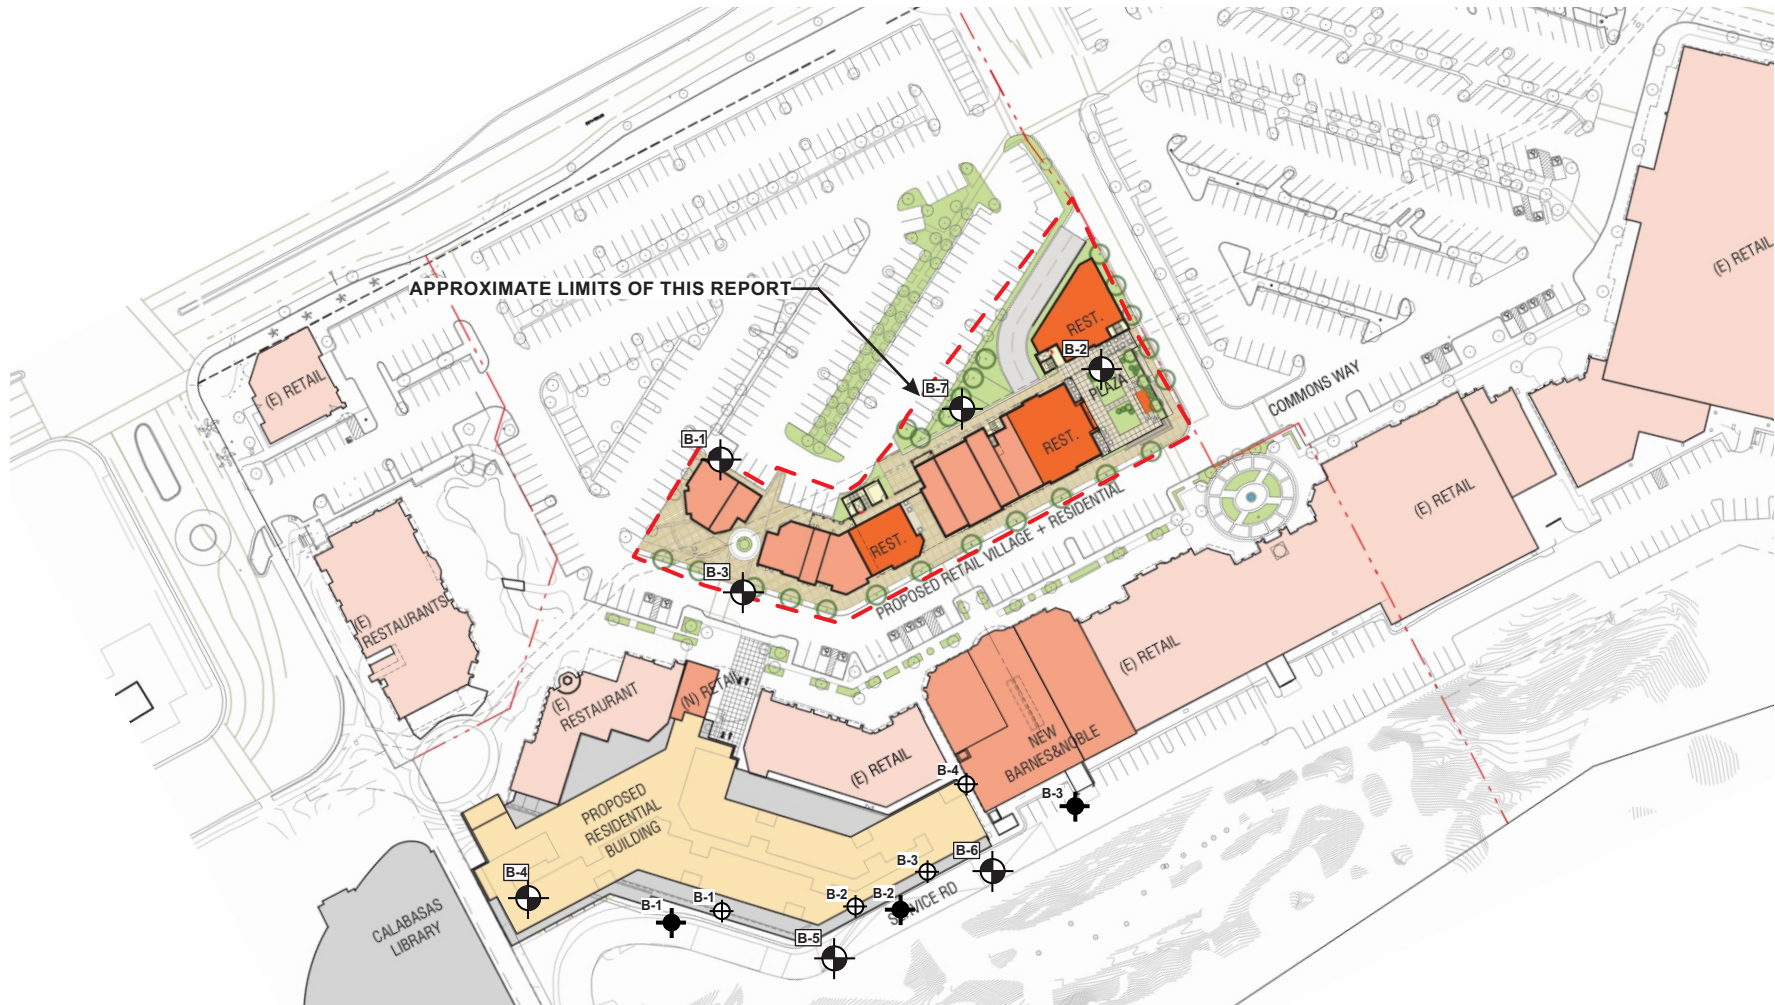 (E) RETAIL
APPROXIMATE LIMITS OF THIS REPORT
(E) RETAIL
REST.
B-2
PLAZA
B-7
COMMONS WAY
B-1
REST.
REST.
(E) RETAIL
PROPOSED RETAIL VILLAGE + RESIDENTIAL
B-3
(E)
RESTAURANTS
(E)
RESTAURANT
(N) RETAIL
(E) RETAIL
(E) RETAIL
NEW
BARNES&NOBLE
B-4
B-3
PROPOSED
RESIDENTIAL
BUILDING
B-4
B-3
B-6
B-1
B-1
B-2
B-2
SERVICE RD
B-5
CALABASAS
LIBRARY